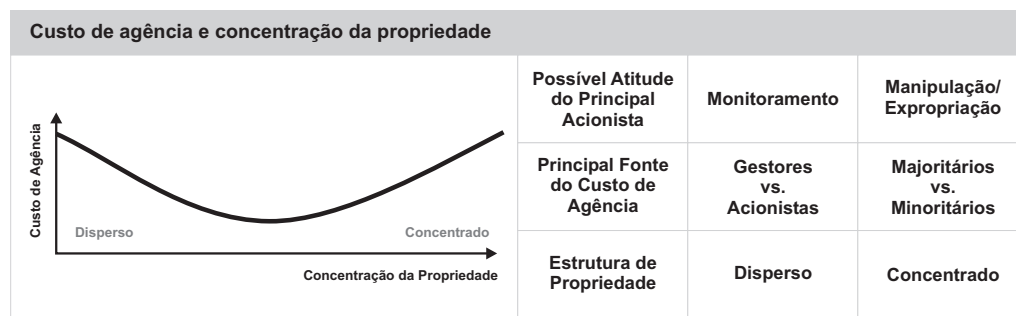 Custo de agência e concentração da propriedade
Custo de Agência
Disperso
Concentrado
Concentração da Propriedade
Possível Atitude
do Principal
Acionista
Monitoramento
Manipulação/
Expropriação
Principal Fonte
do Custo de
Agência
Gestores
vs.
Acionistas
Majoritários
vs.
Minoritários
Estrutura de
Propriedade
Disperso
Concentrado